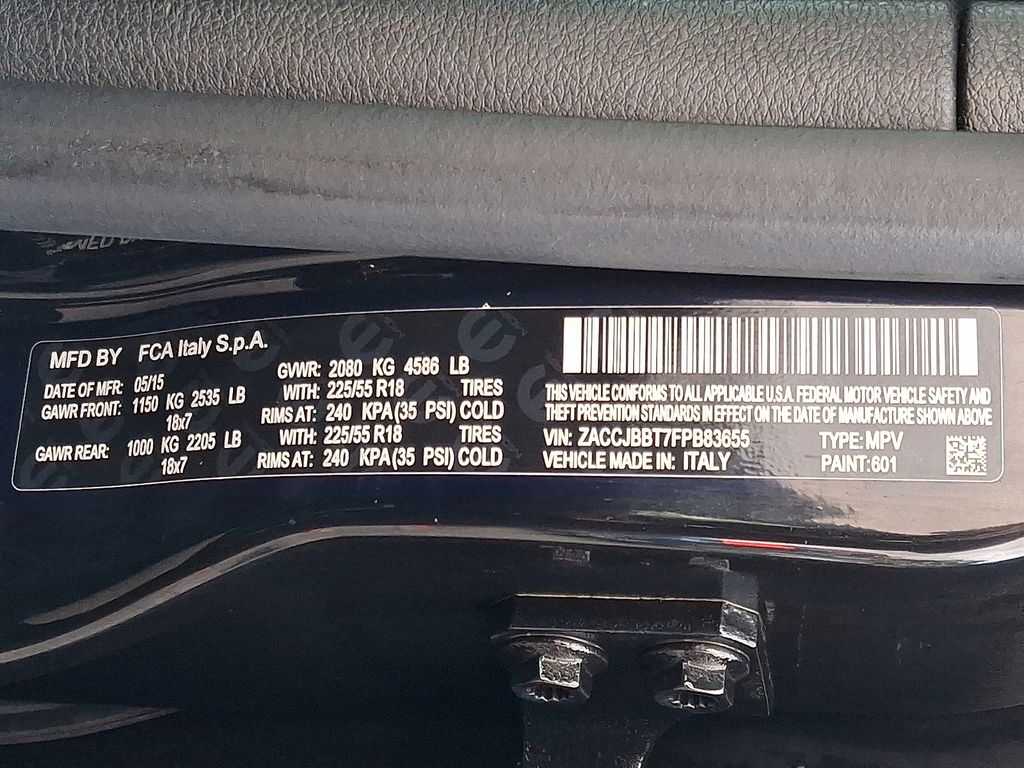 MFD BY FCA Italy S.p.A.
DATE OF MFR: 05/15 GVWR: 2080 KG 4586 LB
GAWR FRONT: 1150 KG 2535 LB WITH: 225/55 R18 TIRES
18x7 RIMS AT: 240 KPA(35 PSI) COLD
GAWR REAR: 1000 KG 2205 LB WITH: 225/55 R18 TIRES
18x7 RIMS AT: 240 KPA(35 PSI) COLD
THIS VEHICLE CONFORMS TO ALL APPLICABLE U.S.A. FEDERAL MOTOR VEHICLE SAFETY AND
THEFT PREVENTION STANDARDS IN EFFECT ON THE DATE OF MANUFACTURE SHOWN ABOVE
VIN: ZACCJBBT7FPB83655 TYPE: MPV
VEHICLE MADE IN: ITALY PAINT: 601